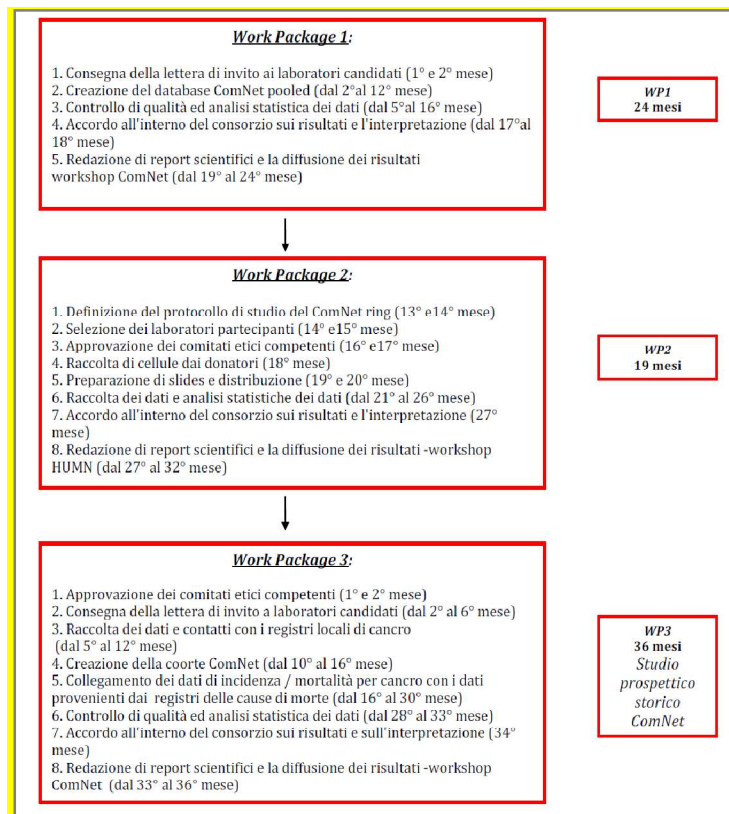 Work Package 1:
1. Consegna della lettera di invito ai laboratori candidati (1° e 2° mese)
2. Creazione del database ComNet pooled (dal 2°al 12° mese)
3. Controllo di qualità ed analisi statistica dei dati (dal 5°al 16° mese)
4. Accordo all'interno del consorzio sui risultati e l'interpretazione (dal 17°al
18° mese)
5. Redazione di report scientifici e la diffusione dei risultati
workshop ComNet (dal 19° al 24° mese)
WP1
24 mesi
Work Package 2:
1. Definizione del protocollo di studio del ComNet ring (13° e14° mese)
2. Selezione dei laboratori partecipanti (14° e15° mese)
3. Approvazione dei comitati etici competenti (16° e17° mese)
4. Raccolta di cellule dai donatori (18° mese)
5. Preparazione di slides e distribuzione (19° e 20° mese)
6. Raccolta dei dati e analisi statistiche dei dati (dal 21° al 26° mese)
7. Accordo all'interno del consorzio sui risultati e l'interpretazione (27°
mese)
8. Redazione di report scientifici e la diffusione dei risultati -workshop
HUMN (dal 27° al 32° mese)
WP2
19 mesi
Work Package 3:
1. Approvazione dei comitati etici competenti (1° e 2° mese)
2. Consegna della lettera di invito a laboratori candidati (dal 2° al 6° mese)
3. Raccolta dei dati e contatti con i registri locali di cancro
(dal 5° al 12° mese)
4. Creazione della coorte ComNet (dal 10° al 16° mese)
5. Collegamento dei dati di incidenza / mortalità per cancro con i dati
provenienti dai registri delle cause di morte (dal 16° al 30° mese)
6. Controllo di qualità ed analisi statistica dei dati (dal 28° al 33° mese)
7. Accordo all'interno del consorzio sui risultati e sull'interpretazione (34°
mese)
8. Redazione di report scientifici e la diffusione dei risultati -workshop
ComNet (dal 33° al 36° mese)
WP3
36 mesi
Studio
prospettico
storico
ComNet